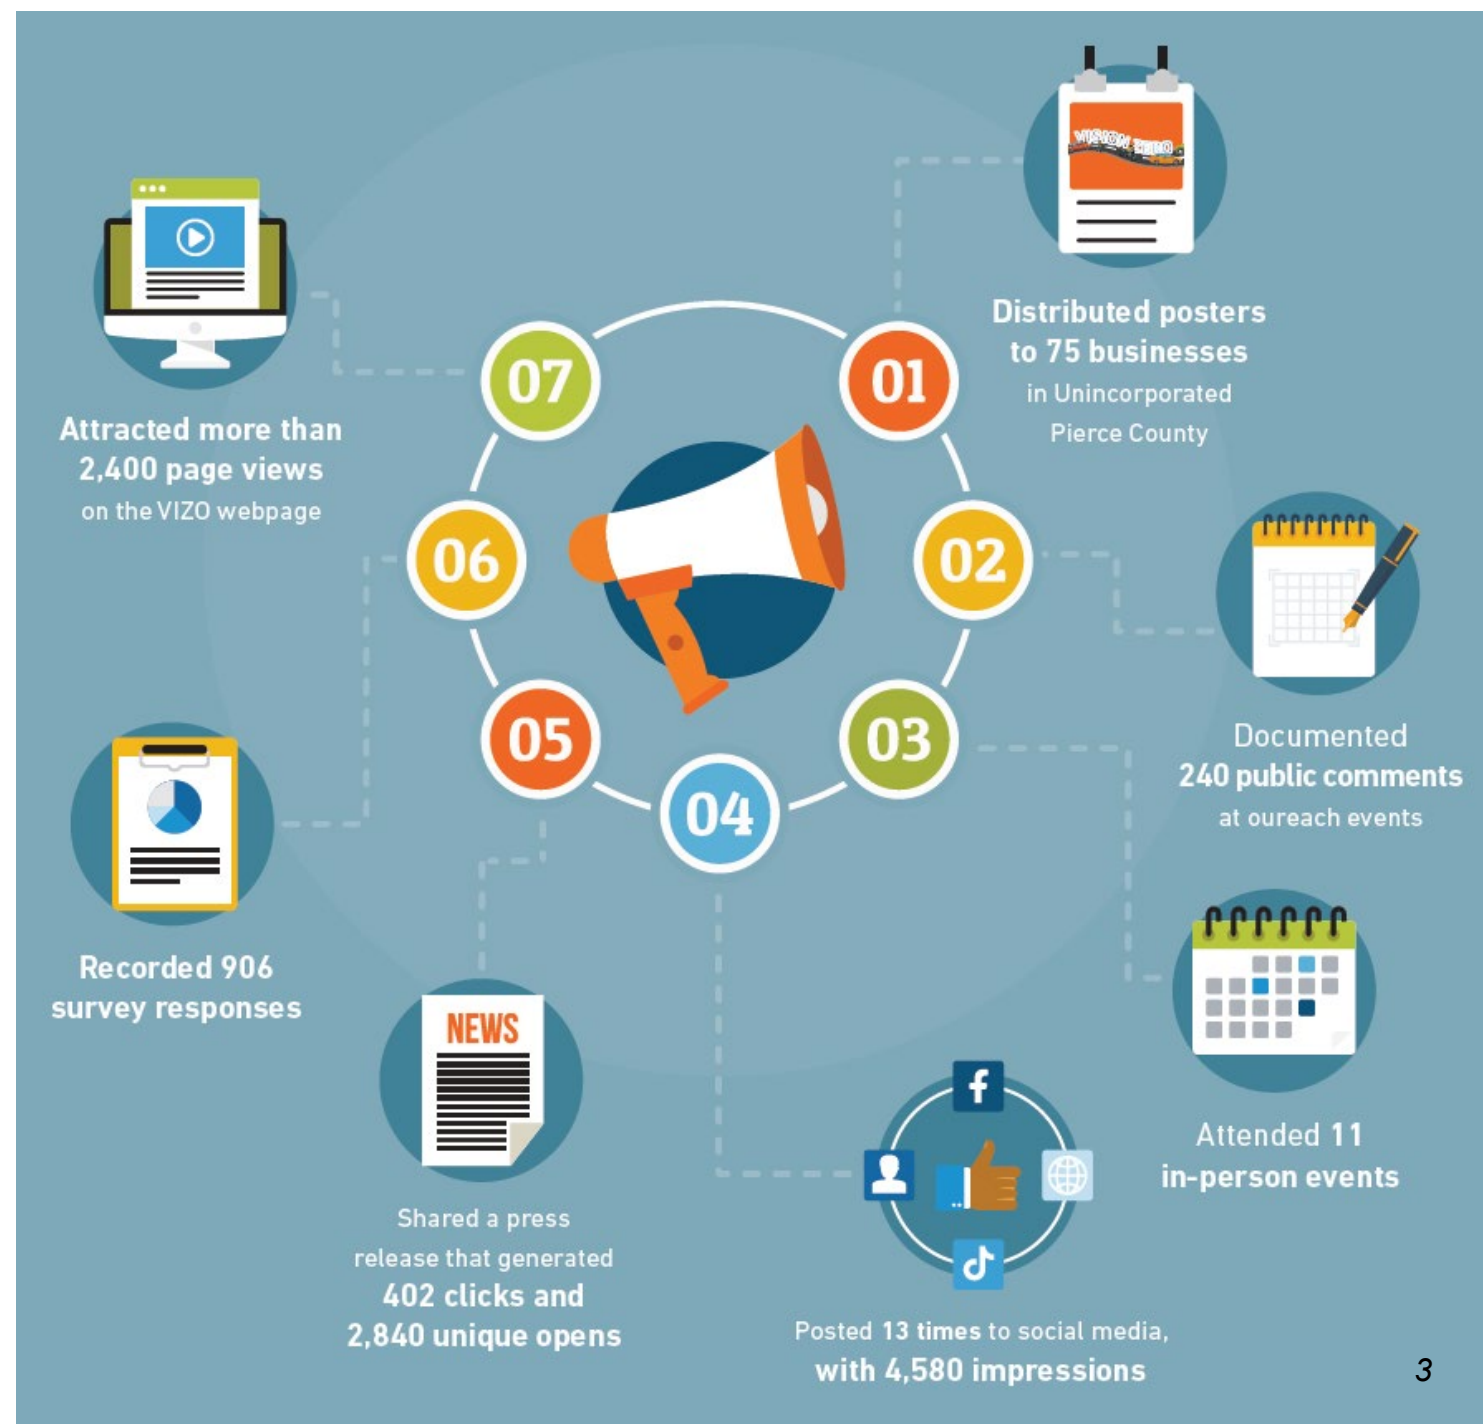 VISION ZERO
Distributed posters
to 75 businesses
in Unincorporated
Pierce County
01
02
Documented
240 public comments
at oureach events
03
Attended 11
in-person events
04
Posted 13 times to social media,
with 4,580 impressions
05
NEWS
Shared a press
release that generated
402 clicks and
2,840 unique opens
06
Recorded 906
survey responses
07
Attracted more than
2,400 page views
on the VIZO webpage
3